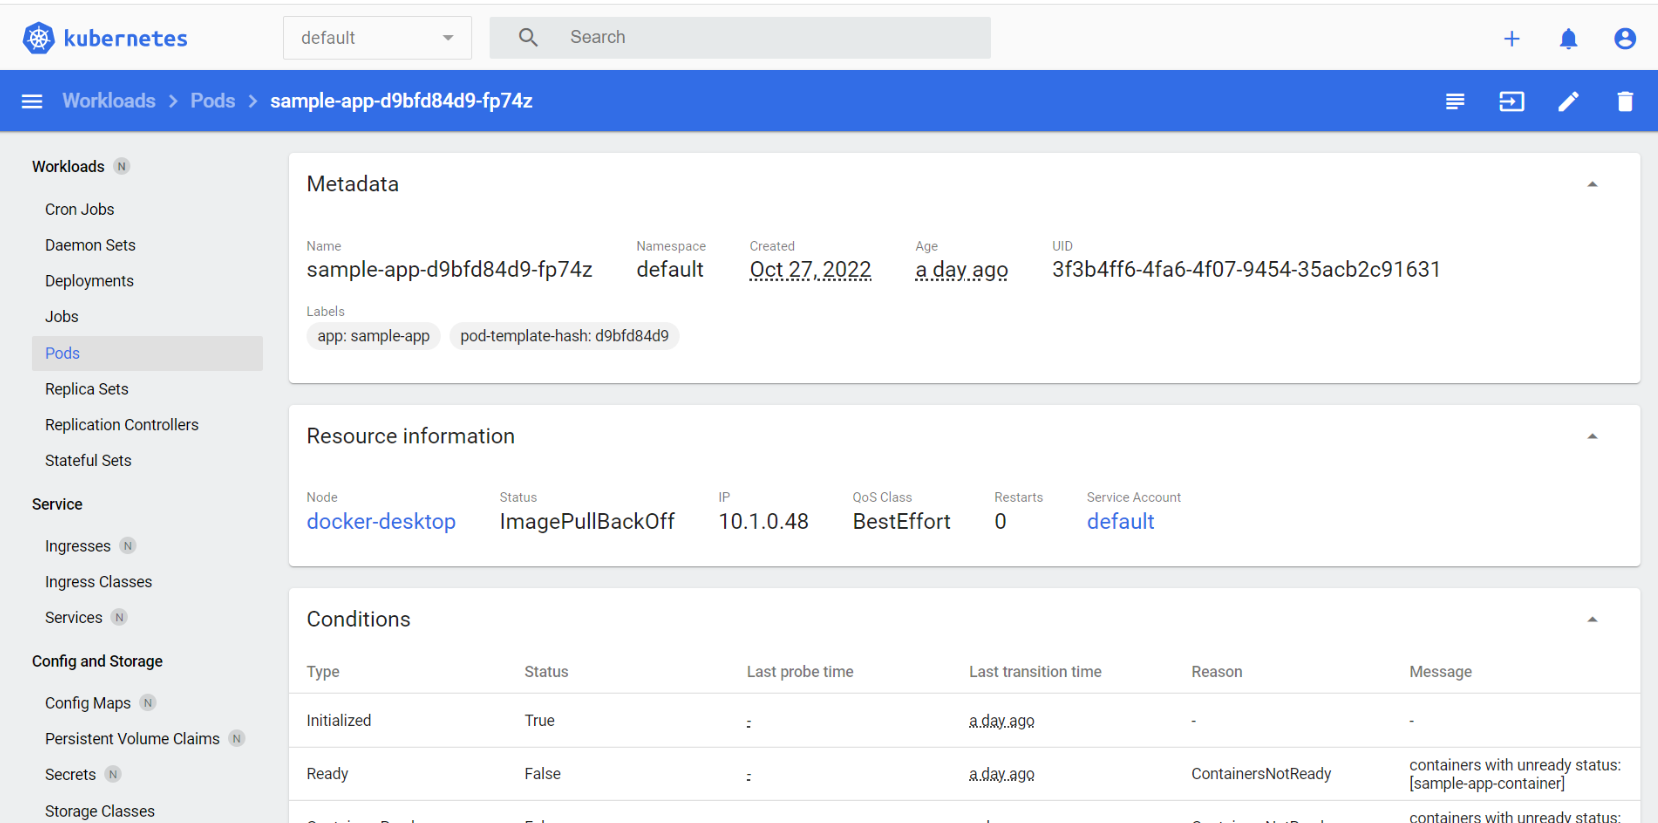 kubernetes
default
Search
Workloads > Pods > sample-app-d9bfd84d9-fp74z
Workloads N
Cron Jobs
Daemon Sets
Deployments
Jobs
Pods
Replica Sets
Replication Controllers
Stateful Sets
Service
Ingresses N
Ingress Classes
Services N
Config and Storage
Config Maps N
Persistent Volume Claims N
Secrets N
Storage Classes
Metadata
Name Namespace Created Age UID
sample-app-d9bfd84d9-fp74z default Oct 27, 2022 a day ago 3f3b4ff6-4fa6-4f07-9454-35acb2c91631
Labels
app: sample-app pod-template-hash: d9bfd84d9
Resource information
Node Status IP QoS Class Restarts Service Account
docker-desktop ImagePullBackOff 10.1.0.48 BestEffort 0 default
Conditions
Type Status Last probe time Last transition time Reason Message
Initialized True - a day ago - -
Ready False - a day ago ContainersNotReady containers with unready status:
[sample-app-container]
containers with unready status: